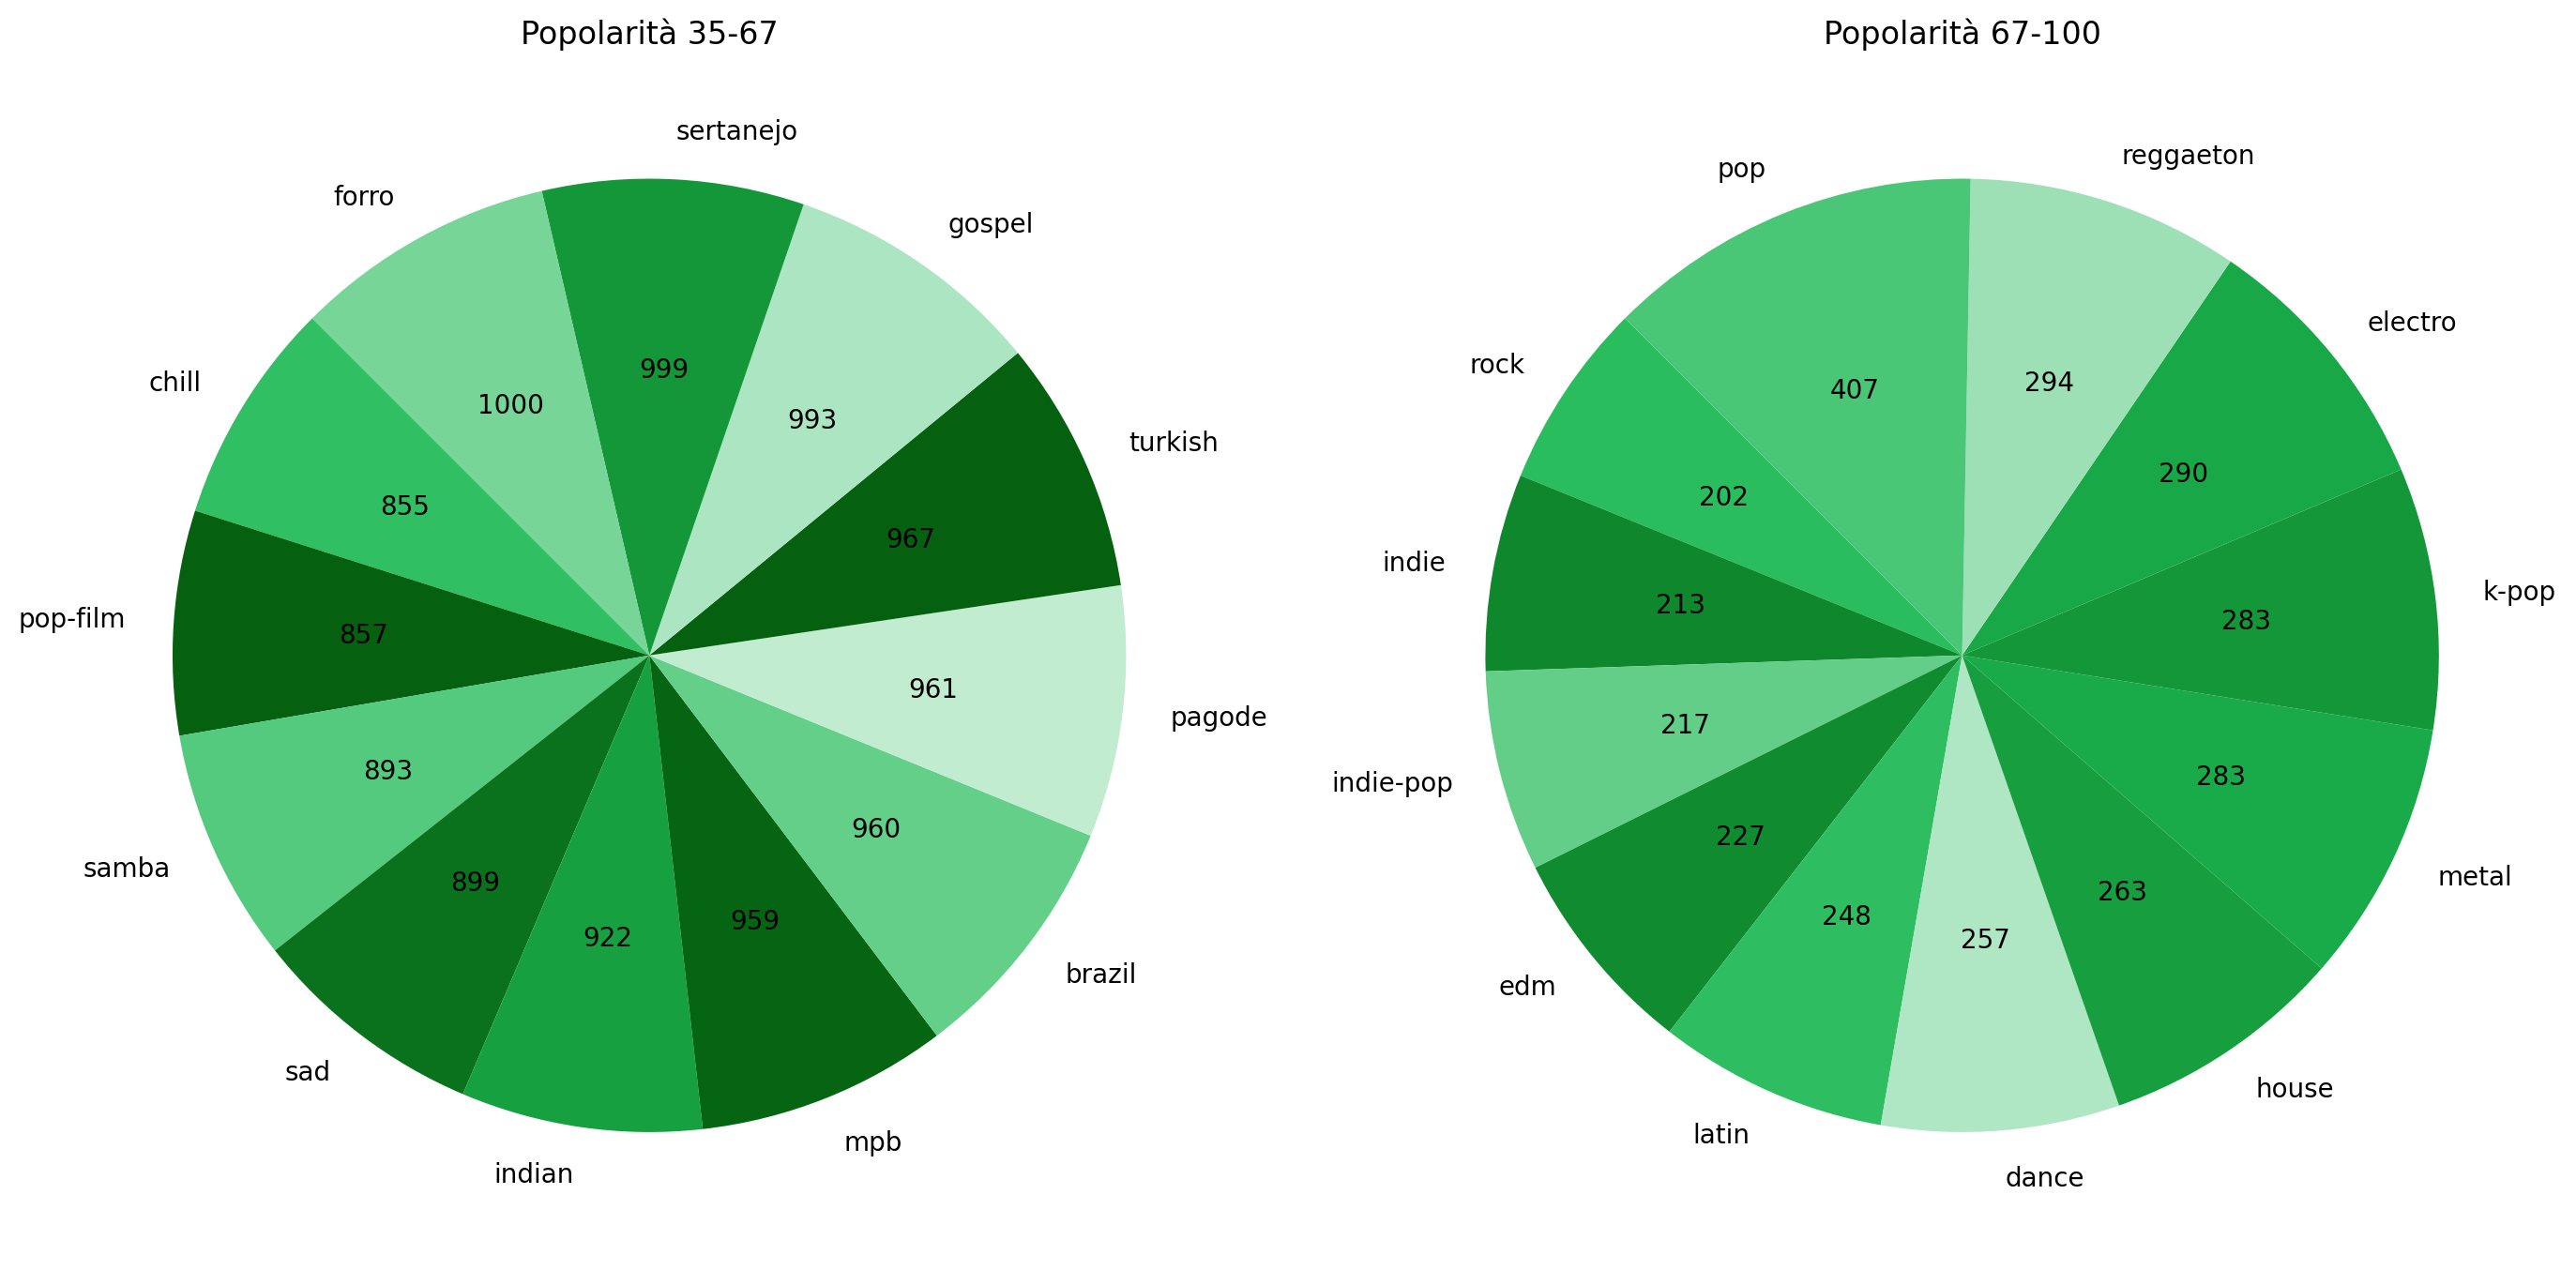 Popolarità 35-67
sertanejo
forro
gospel
chill
turkish
pop-film
pagode
samba
brazil
sad
mpb
indian
999
1000
993
855
967
857
961
893
960
899
959
922
Popolarità 67-100
reggaeton
pop
electro
rock
indie
k-pop
indie-pop
metal
edm
house
latin
dance
407
294
290
202
213
283
217
283
227
263
248
257